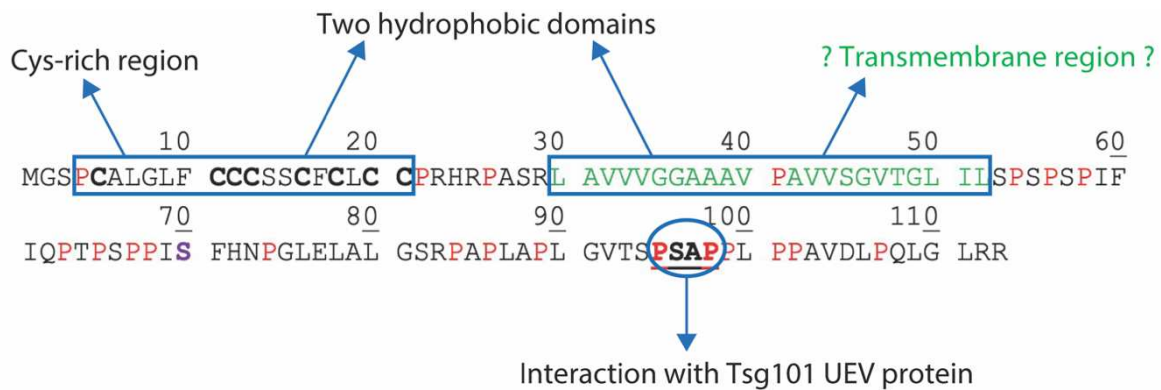 Two hydrophobic domains
Cys-rich region ? Transmembrane region ?
10 20 30 40 50 60
MGSPCALGLF CCCSSCFCLC CPRHRPASRL AVVVGGAAAV PAVVSGVTGL ILSPSPSPIF
70 80 90 100 110
IQPTPSPPIS FHNPGLELAL GSRPAPLAPL GVTSPSAPPL PPAVDLPQLG LRR
Interaction with Tsg101 UEV protein